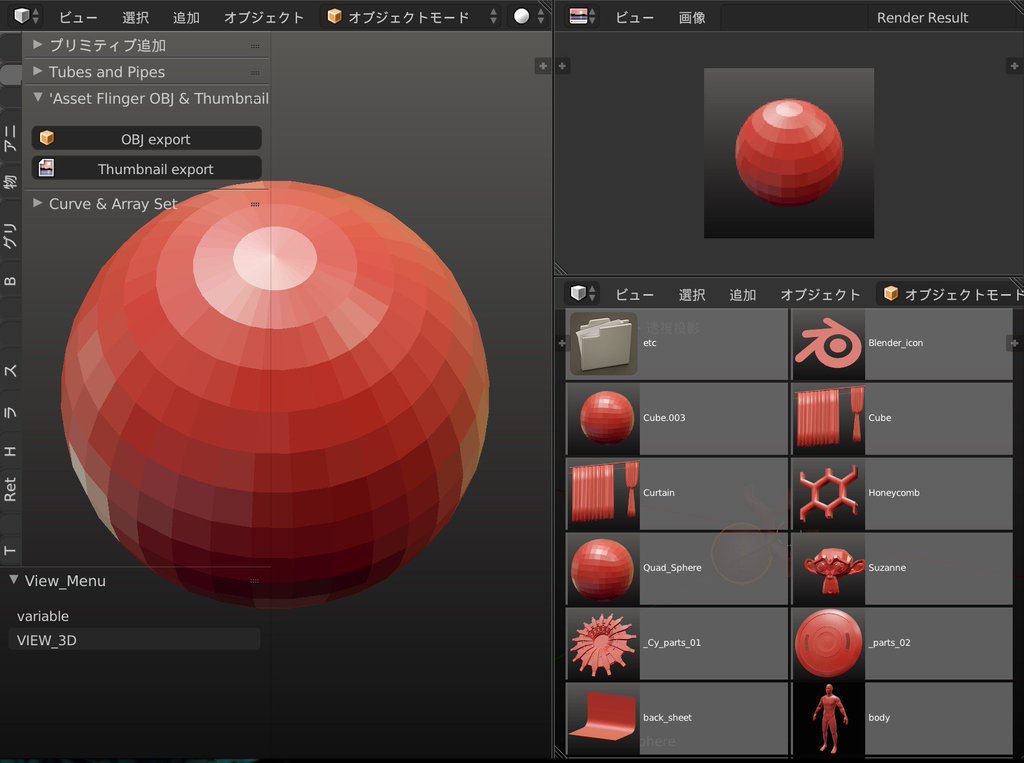 ビュー 選択 追加 オブジェクト オブジェクトモード
プリミティブ追加
Tubes and Pipes
'Asset Flinger OBJ & Thumbnail
OBJ export
Thumbnail export
Curve & Array Set
アニ
物
グリ
B
ス
ラ
H
Ret
T
View_Menu
variable
VIEW_3D
ビュー 画像 Render Result
ビュー 選択 追加 オブジェクト オブジェクトモード
透視投影
etc
Blender_icon
Cube.003
Cube
Curtain
Honeycomb
Quad_Sphere
Suzanne
_Cy_parts_01
_parts_02
back_sheet
body
phere